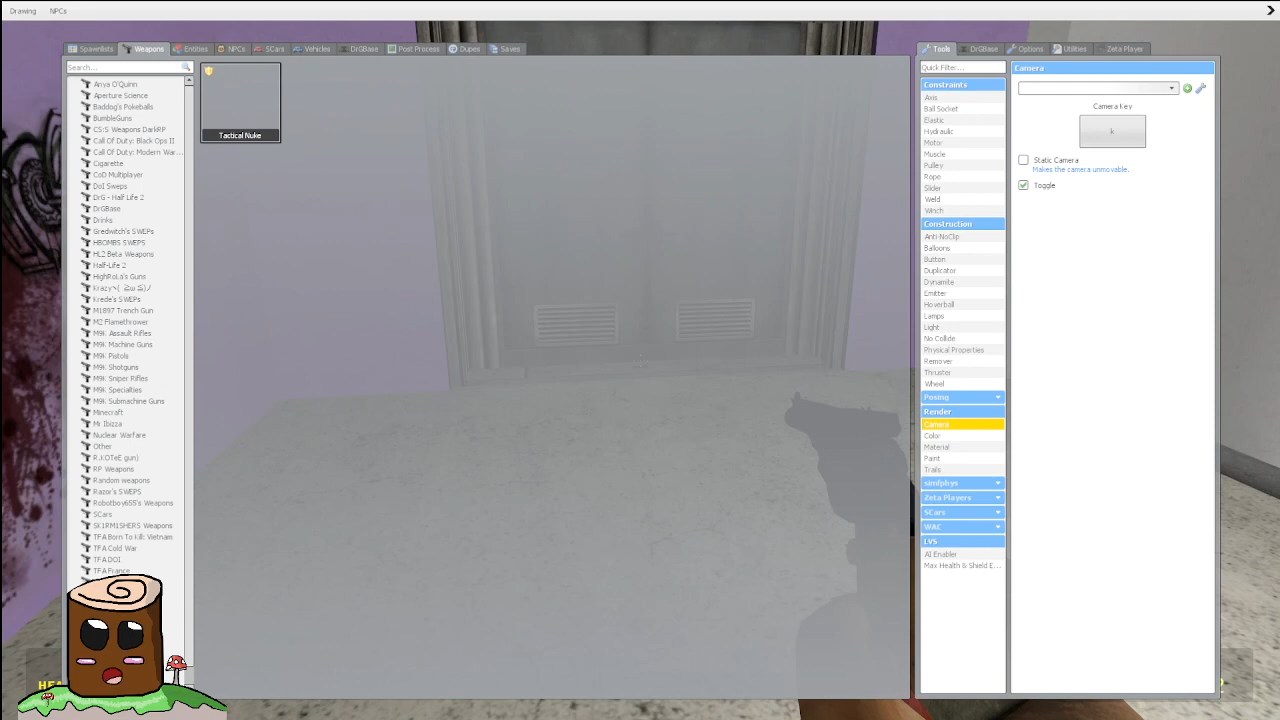 Drawing NPCs
Spawnlists Weapons Entities NPCs SCars Vehicles DrGBase Post Process Dupes Saves
Search...
Anya O'Quinn
Aperture Science
Baddog's Pokeballs
BumbleGuns
CS:S Weapons DarkRP
Call Of Duty: Black Ops II
Call Of Duty: Modern War...
Cigarette
CoD Multiplayer
DoI Sweps
DrG - Half Life 2
DrGBase
Drinks
Gredwitch's SWEPs
HBOMBS SWEPS
HL2 Beta Weapons
Half-Life 2
HighRoLa's Guns
Krede's SWEPs
M1897 Trench Gun
M2 Flamethrower
M9K Assault Rifles
M9K Machine Guns
M9K Pistols
M9K Shotguns
M9K Sniper Rifles
M9K Specialties
M9K Submachine Guns
Minecraft
Mr Ibizza
Nuclear Warfare
Other
R.KOTeE gun)
RP Weapons
Random weapons
Razor's SWEPS
Robotboy655's Weapons
SCars
SK1RM1SHERS Weapons
TFA Born To Kill: Vietnam
TFA Cold War
TFA DOI
TFA France
Tactical Nuke
Tools DrGBase Options Utilities Zeta Player
Quick Filter...
Constraints
Axis
Ball Socket
Elastic
Hydraulic
Motor
Muscle
Pulley
Rope
Slider
Weld
Winch
Construction
Anti-NoClip
Balloons
Button
Duplicator
Dynamite
Emitter
Hoverball
Lamps
Light
No Collide
Physical Properties
Remover
Thruster
Wheel
Posing
Render
Camera
Color
Material
Paint
Trails
simfphys
Zeta Players
SCars
WAC
LVS
AI Enabler
Max Health & Shield E...
Camera
Camera Key
k
Static Camera
Makes the camera unmovable.
Toggle